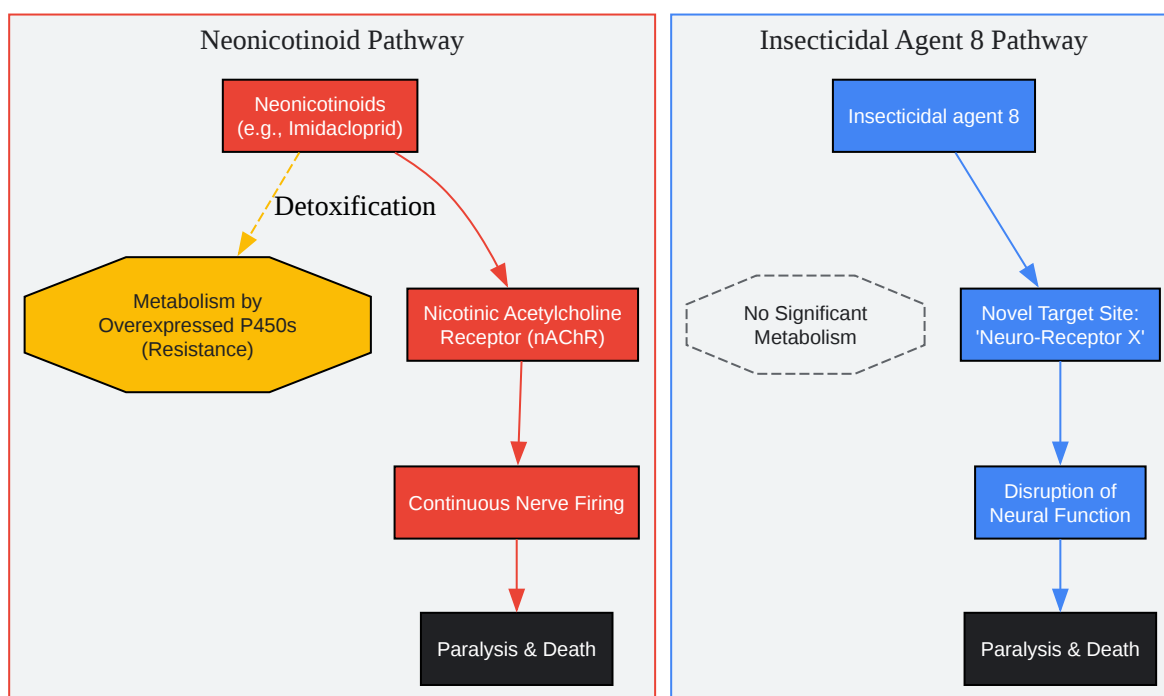 Neonicotinoid Pathway
Neonicotinoids
(e.g., Imidacloprid)
Detoxification
Metabolism by
Overexpressed P450s
(Resistance)
Nicotinic Acetylcholine
Receptor (nAChR)
Continuous Nerve Firing
Paralysis & Death
Insecticidal Agent 8 Pathway
Insecticidal agent 8
No Significant
Metabolism
Novel Target Site:
'Neuro-Receptor X'
Disruption of
Neural Function
Paralysis & Death